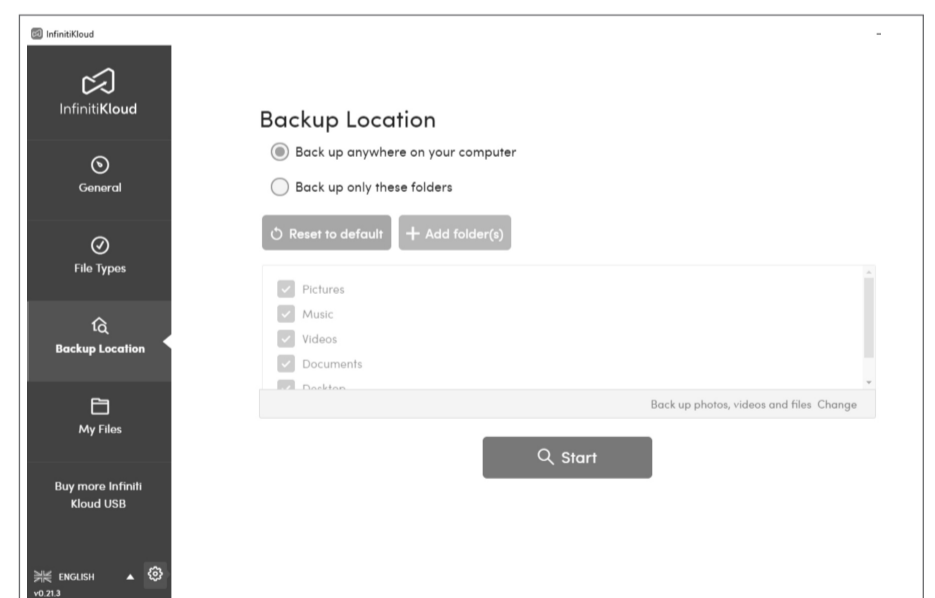 InfinitiKloud
InfinitiKloud
General
File Types
Backup Location
My Files
Buy more Infiniti
Kloud USB
ENGLISH
v0.21.3
Backup Location
Back up anywhere on your computer
Back up only these folders
Reset to default
+ Add folder(s)
Pictures
Music
Videos
Documents
Desktop
Back up photos, videos and files Change
Start